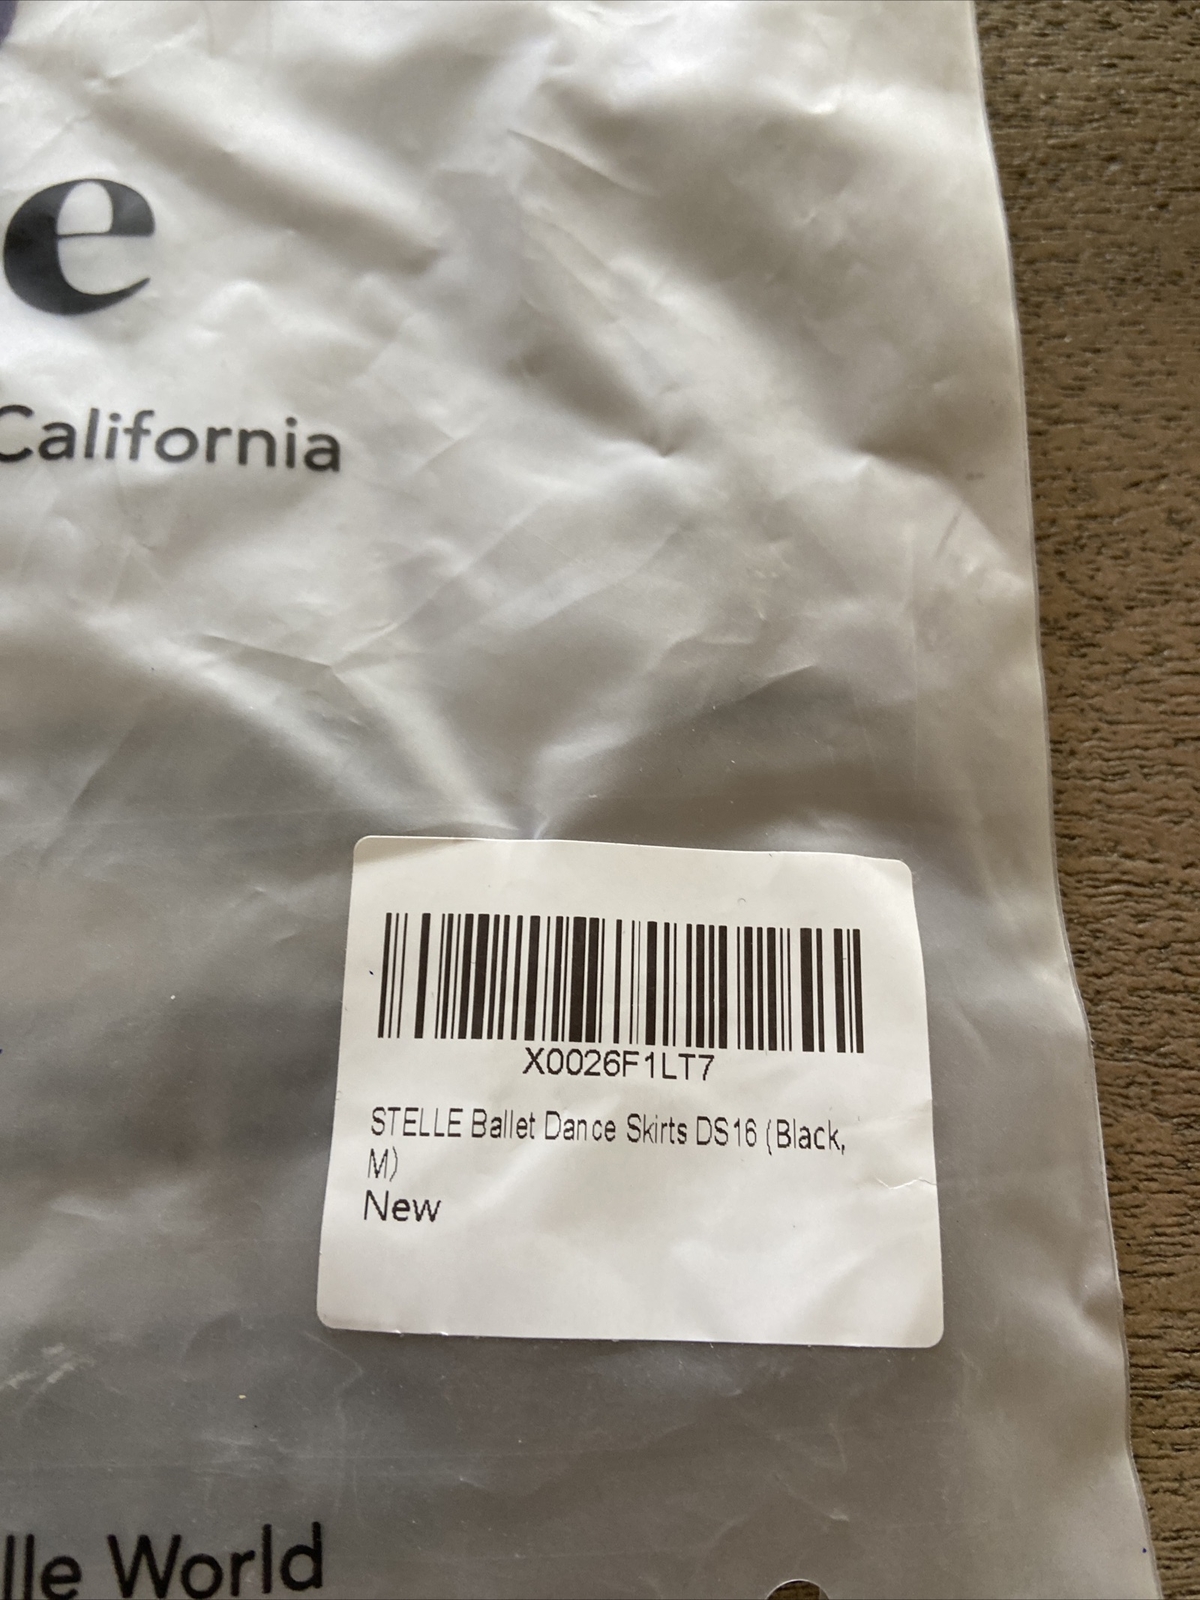 e
California
X0026F1LT7
STELLE Ballet Dance Skirts DS16 (Black,
M)
New
lle World